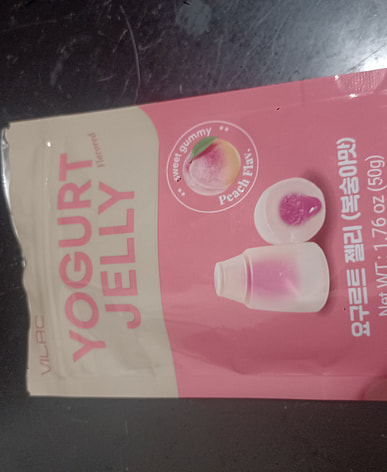 YOGURT
Flavored
JELLY
Sweet gummy
Peach Flav.
요구르트 젤리 (복숭아맛)
Net WT: 1.76 oz (50g)